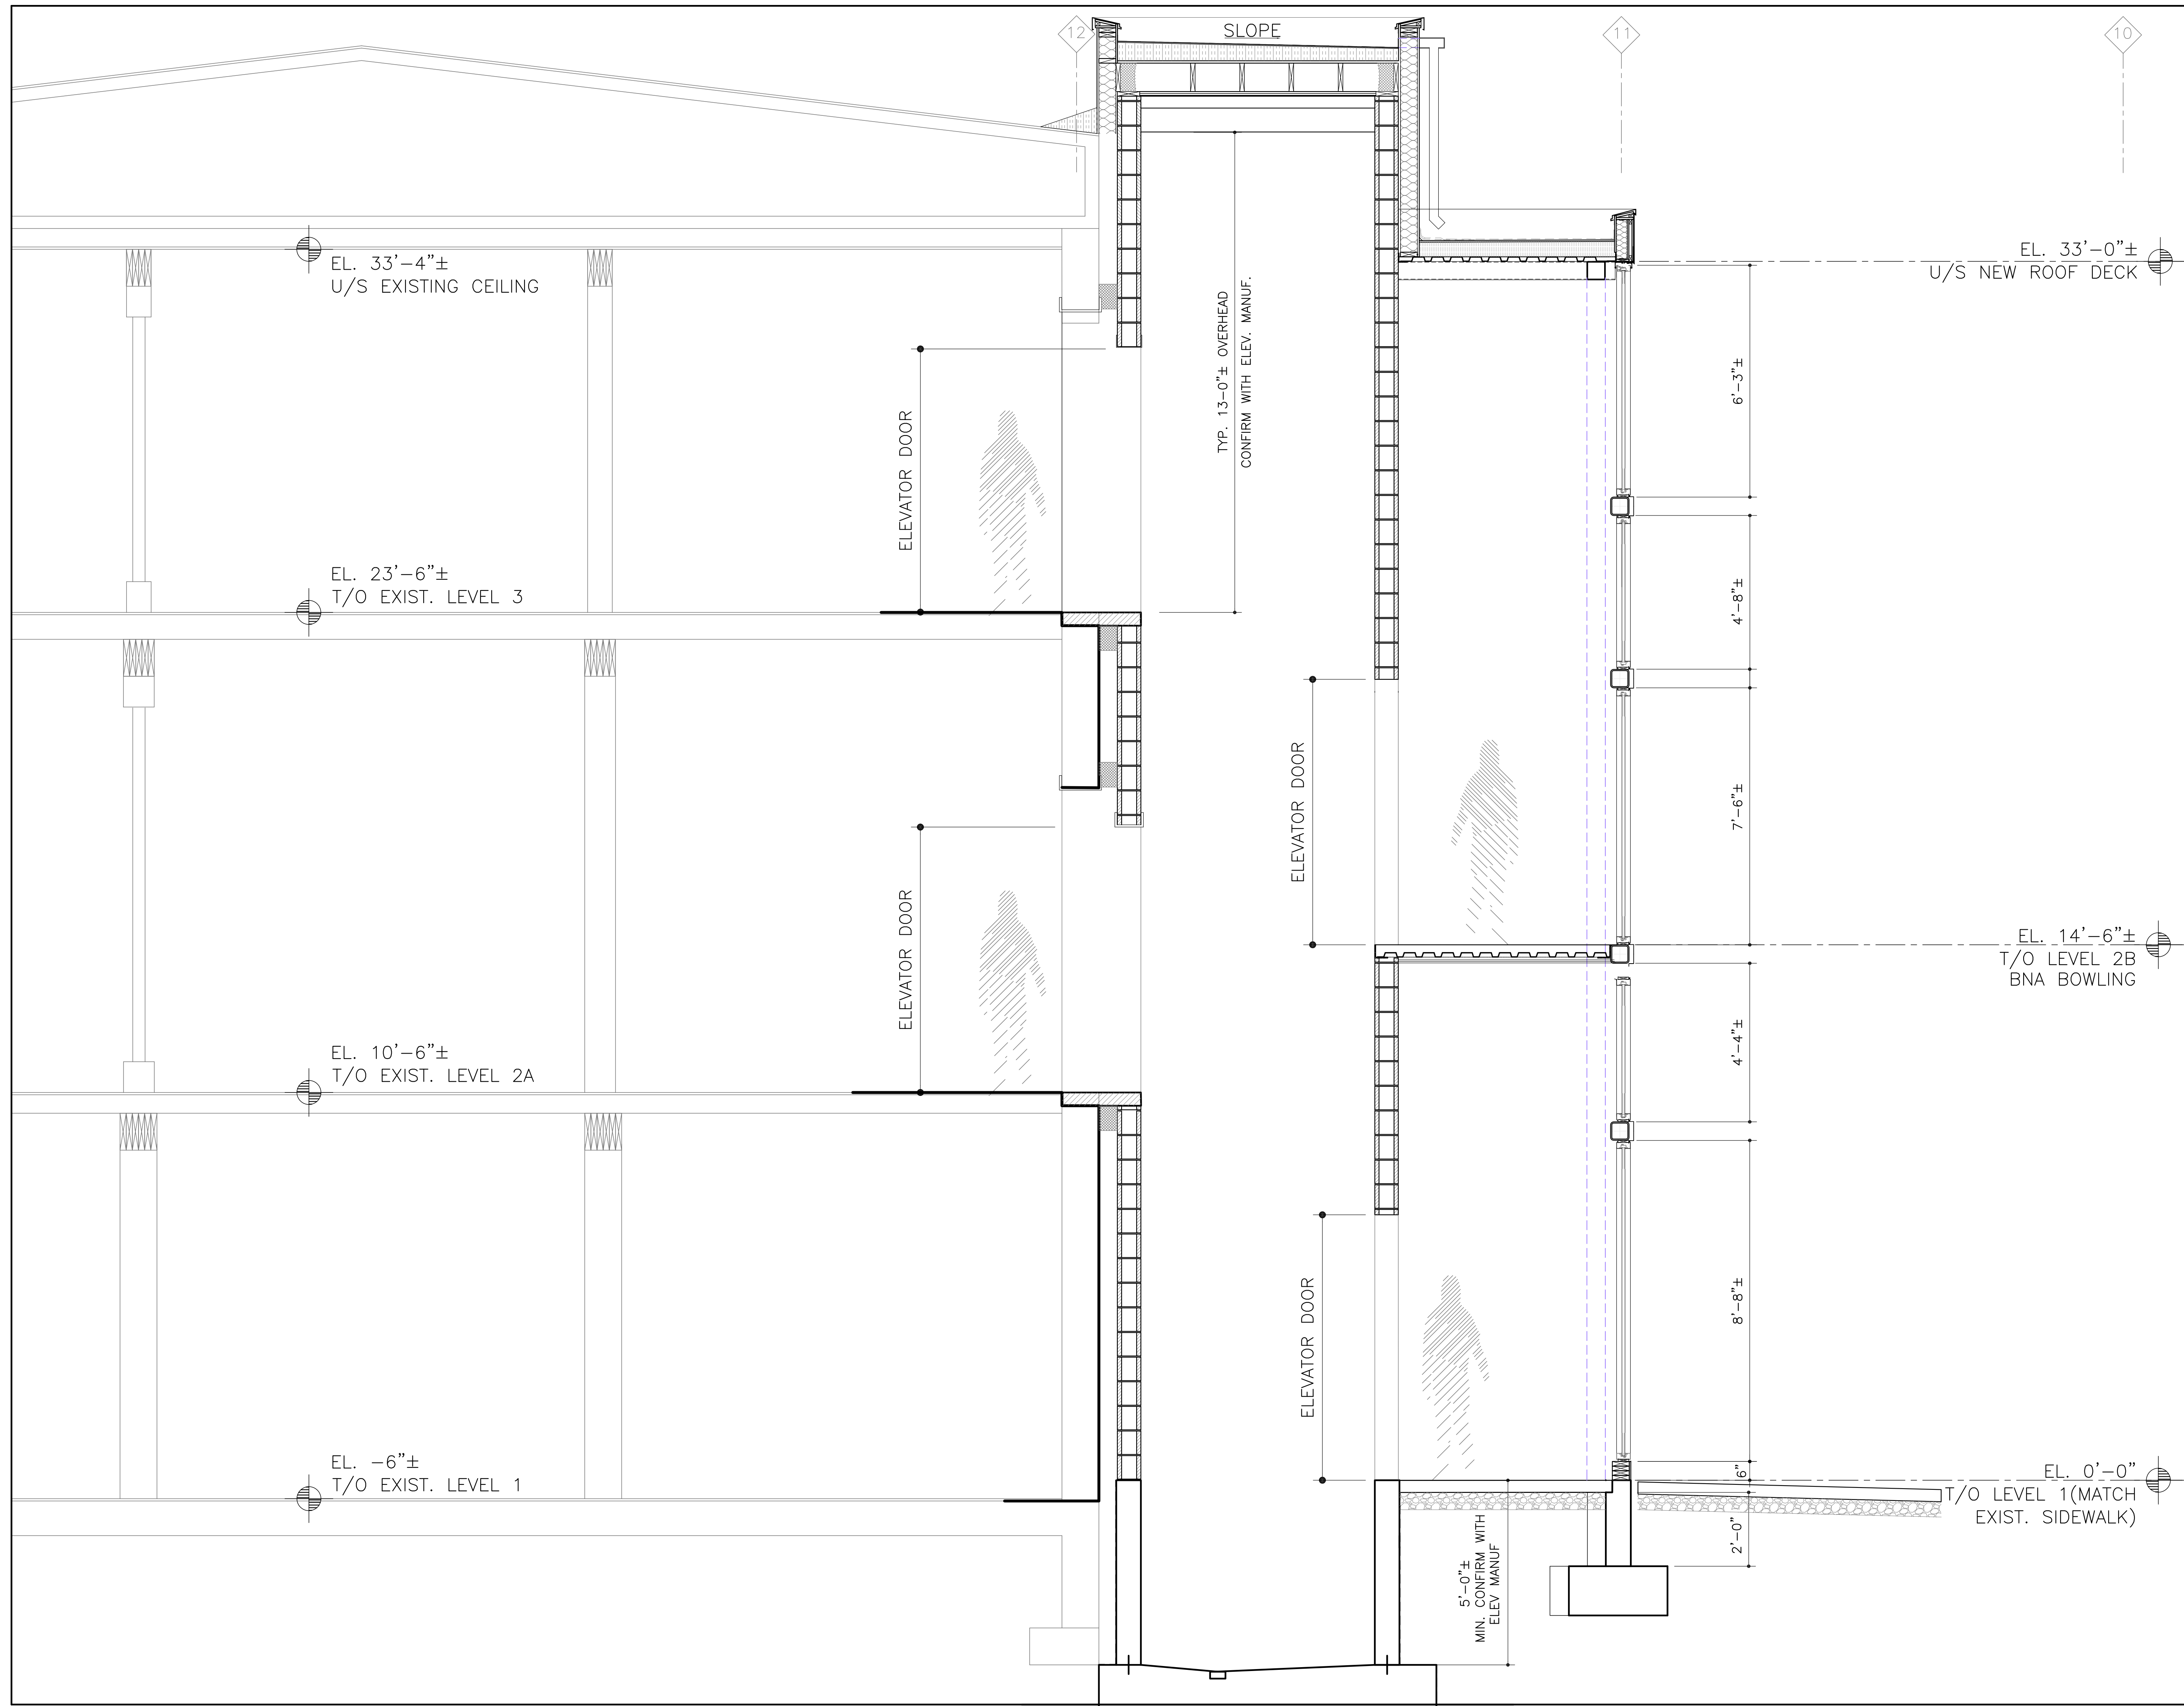 12
SLOPE
11
10
EL. 33'-4"±
U/S EXISTING CEILING
EL. 33'-0"±
U/S NEW ROOF DECK
TYP. 13-0"± OVERHEAD
CONFIRM WITH ELEV. MANUF.
6'-3"±
ELEVATOR DOOR
EL. 23'-6"±
T/O EXIST. LEVEL 3
4'-8"±
ELEVATOR DOOR
7'-6"±
ELEVATOR DOOR
EL. 14'-6"±
T/O LEVEL 2B
BNA BOWLING
EL. 10'-6"±
T/O EXIST. LEVEL 2A
4'-4"±
ELEVATOR DOOR
8'-8"±
EL. -6"±
T/O EXIST. LEVEL 1
6"
EL. 0'-0"
T/O LEVEL 1(MATCH
EXIST. SIDEWALK)
2'-0"
5'-0"±
MIN. CONFIRM WITH
ELEV MANUF